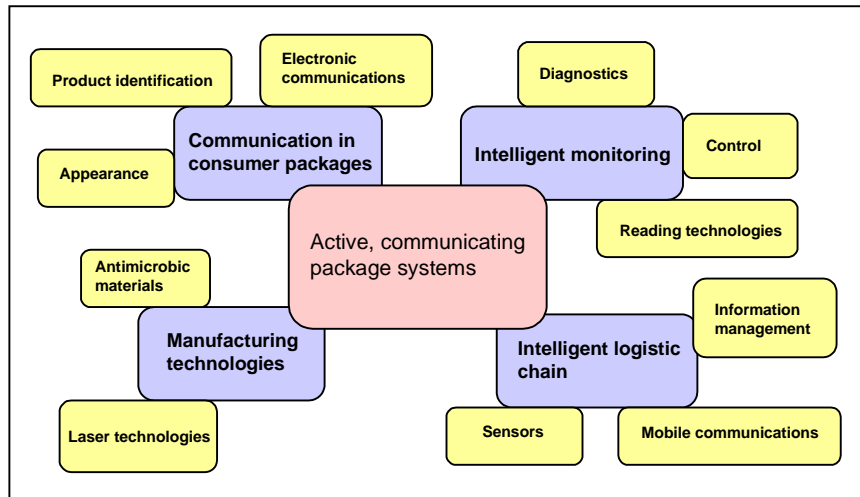 Electronic
communications
Product identification
Communication in
consumer packages
Appearance
Diagnostics
Intelligent monitoring
Control
Reading technologies
Active, communicating
package systems
Antimicrobic
materials
Manufacturing
technologies
Laser technologies
Information
management
Intelligent logistic
chain
Sensors
Mobile communications